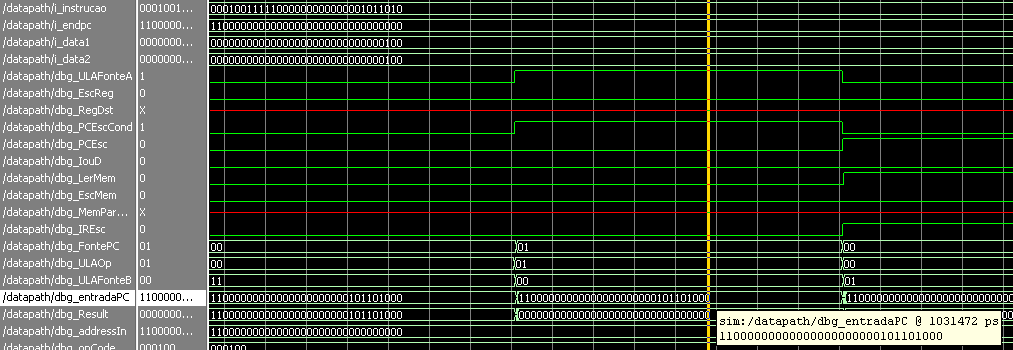 /datapath/i_instrucao 0001001... 00010011111000000000000001011010
/datapath/i_endpc 1100000... 11000000000000000000000000000000
/datapath/i_data1 0000000... 00000000000000000000000000000100
/datapath/i_data2 0000000... 00000000000000000000000000000100
/datapath/dbg_ULAFonteA 1
/datapath/dbg_EscReg 0
/datapath/dbg_RegDst X
/datapath/dbg_PCEscCond 1
/datapath/dbg_PCEsc 0
/datapath/dbg_IouD 0
/datapath/dbg_LerMem 0
/datapath/dbg_EscMem 0
/datapath/dbg_MemPar... X
/datapath/dbg_IREsc 0
/datapath/dbg_FontePC 01 00 01 00
/datapath/dbg_ULAOp 01 00 01 00
/datapath/dbg_ULAFonteB 00 11 00 01
/datapath/dbg_entradaPC 1100000... 11000000000000000000000101101000 11000000000000000000000101101000 1100000000000000000000000000
/datapath/dbg_Result 0000000... 11000000000000000000000101101000 00000000000000000000000000000000
/datapath/dbg_addressIn 1100000... 11000000000000000000000000000000
/datapath/dbg_opCode 000100 000100
sim:/datapath/dbg_entradaPC @ 1031472 ps
11000000000000000000000101101000